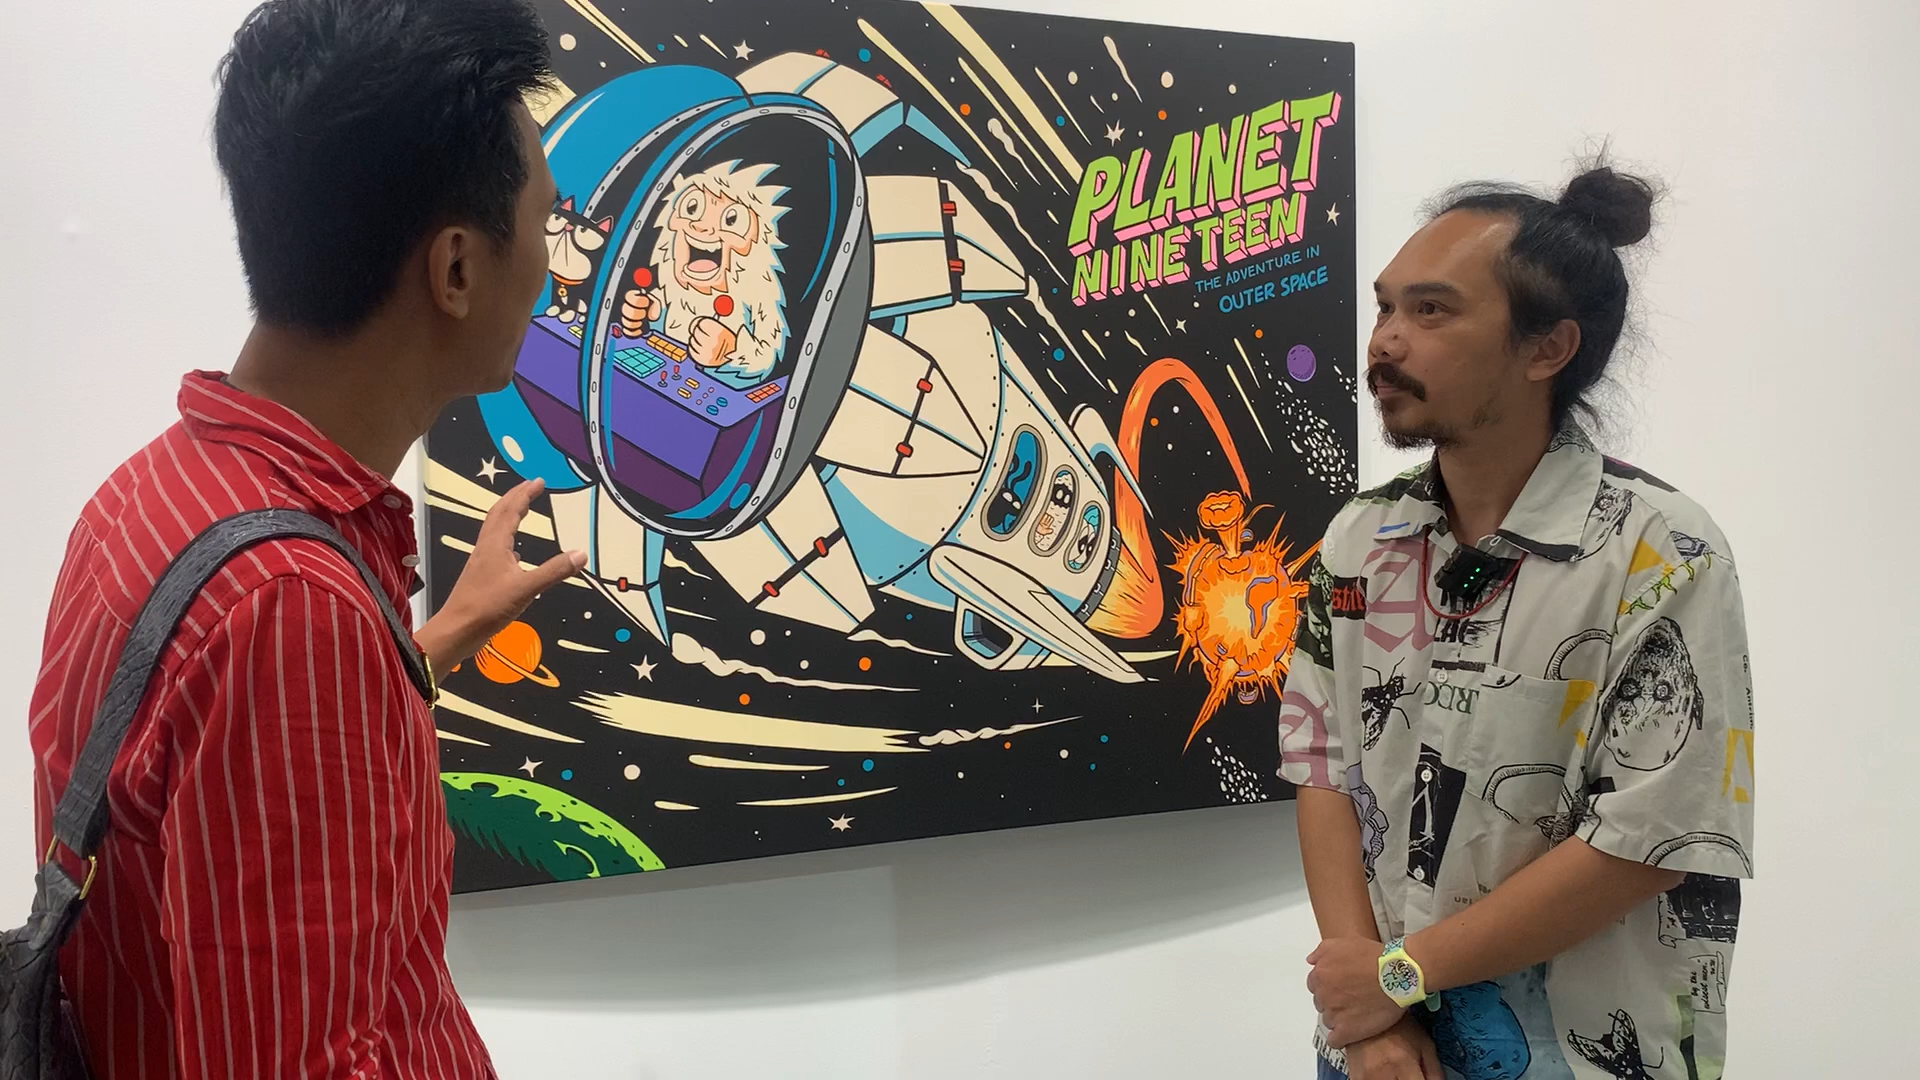 PLANET
NINETEEN
THE ADVENTURE IN
OUTER SPACE